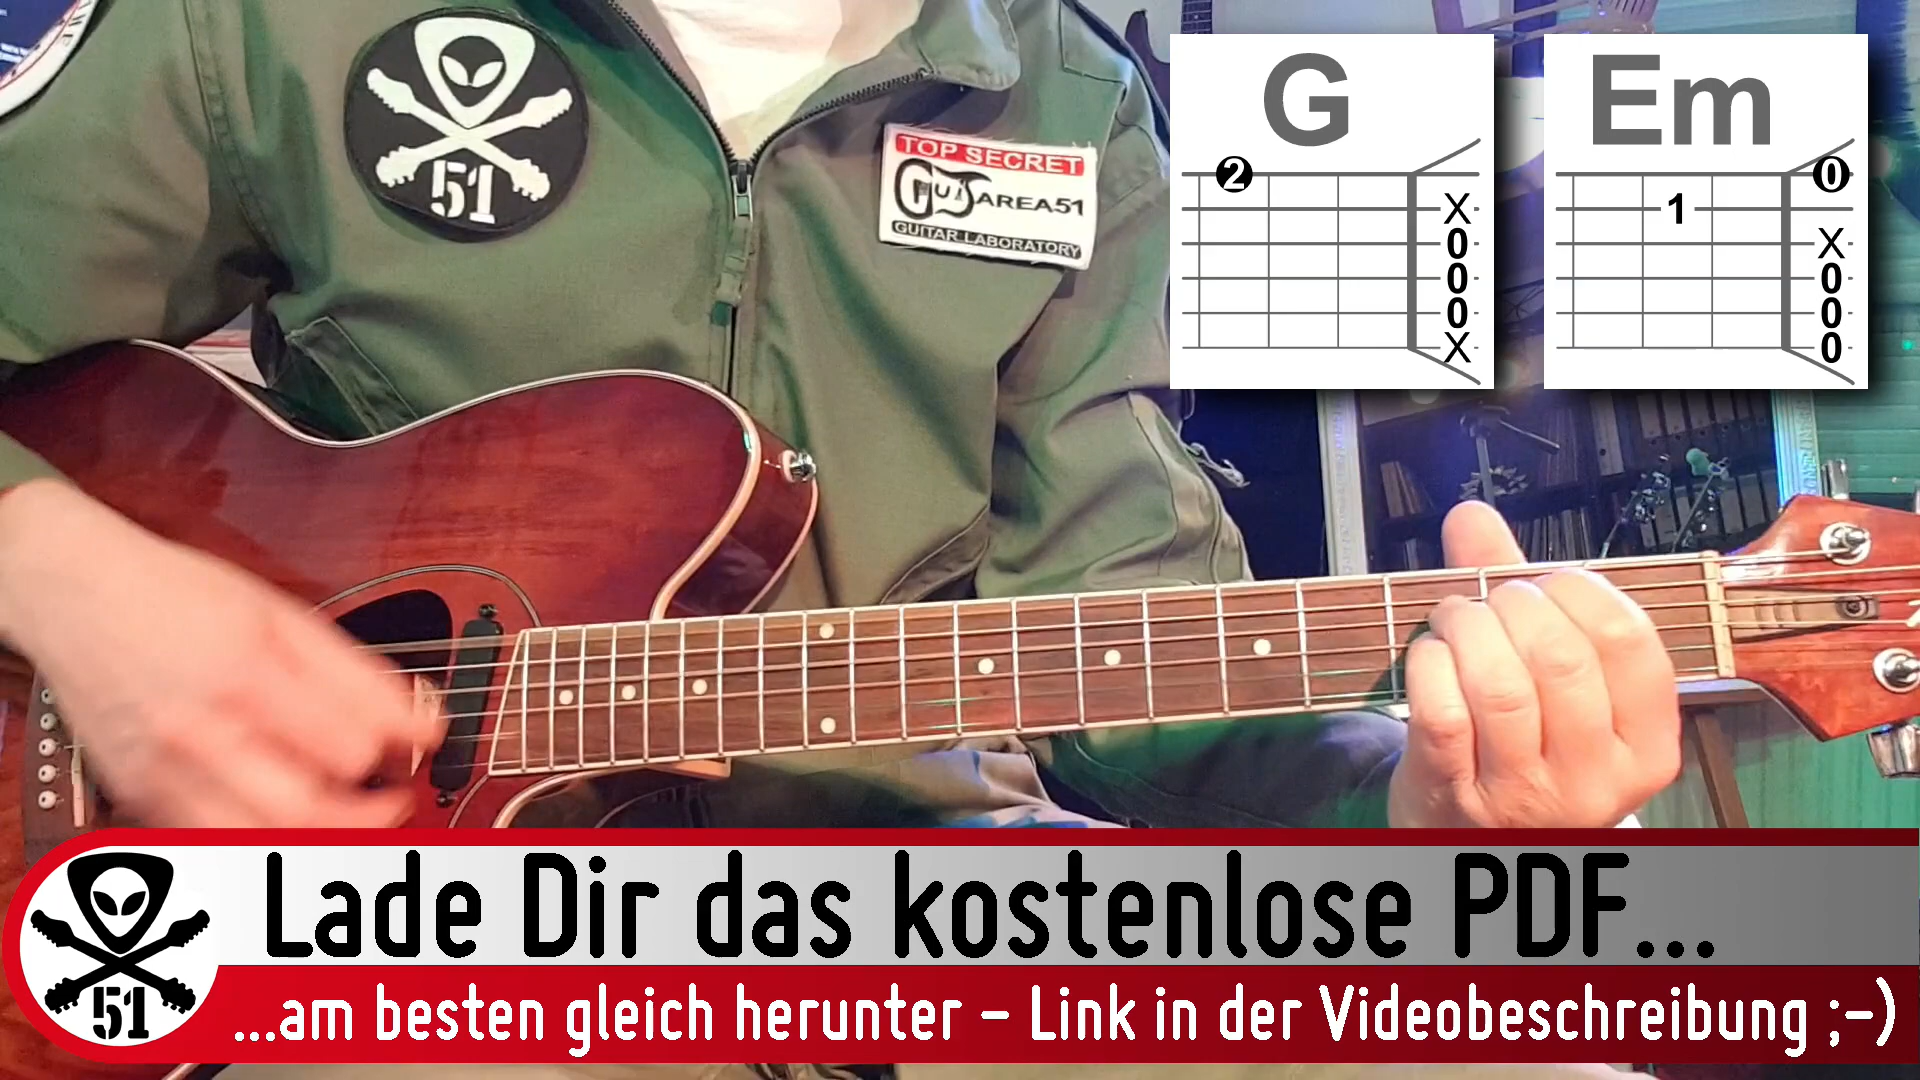 G
Em
2
X
0
0
0
X
0
1
X
0
0
0
51
TOP SECRET
GUITAREA51
GUITAR LABORATORY
Lade Dir das kostenlose PDF...
51
...am besten gleich herunter - Link in der Videobeschreibung ;-)